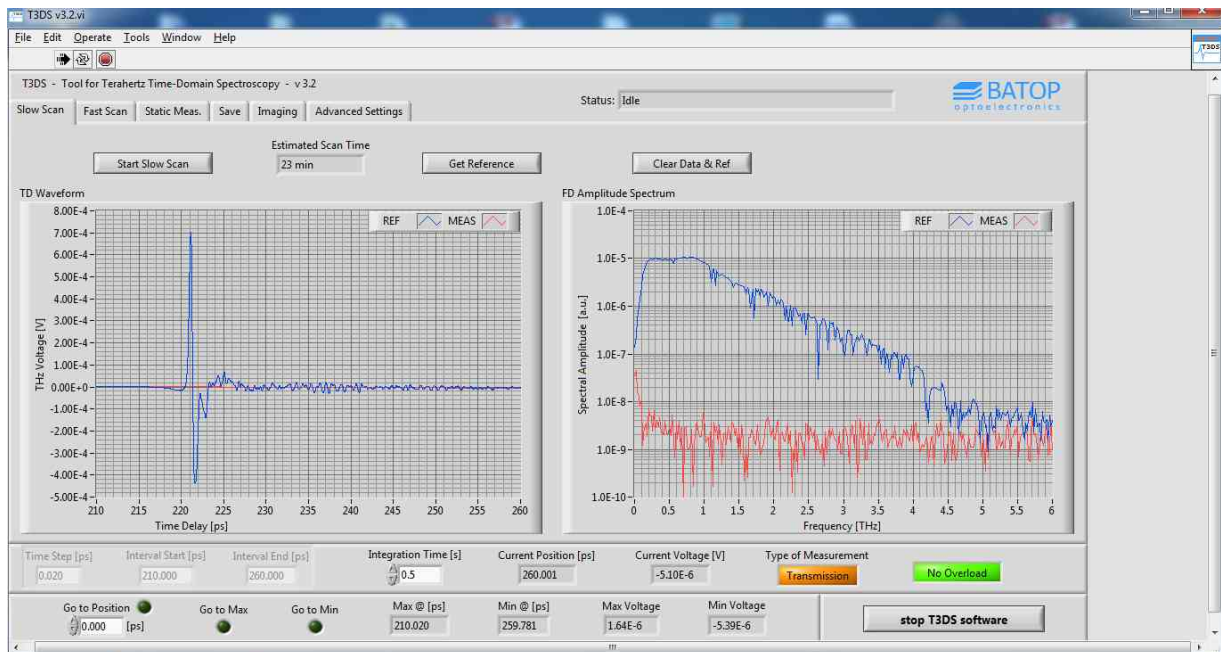 T3DS v3.2.vi
File Edit Operate Tools Window Help
T3DS
T3DS - Tool for Terahertz Time-Domain Spectroscopy - v 3.2
Status: Idle
BATOP
optoelectronics
Slow Scan Fast Scan Static Meas. Save Imaging Advanced Settings
Estimated Scan Time
Start Slow Scan 23 min Get Reference Clear Data & Ref
TD Waveform
REF MEAS
8.00E-4
7.00E-4
6.00E-4
5.00E-4
4.00E-4
3.00E-4
2.00E-4
1.00E-4
0.00E+0
-1.00E-4
-2.00E-4
-3.00E-4
-4.00E-4
-5.00E-4
THz Voltage [V]
210 215 220 225 230 235 240 245 250 255 260
Time Delay [ps]
FD Amplitude Spectrum
REF MEAS
1.0E-4
1.0E-5
1.0E-6
1.0E-7
1.0E-8
1.0E-9
1.0E-10
Spectral Amplitude [a.u.]
0 0.5 1 1.5 2 2.5 3 3.5 4 4.5 5 5.5 6
Frequency [THz]
Time Step [ps] Interval Start [ps] Interval End [ps] Integration Time [s] Current Position [ps] Current Voltage [V] Type of Measurement
0.020 210.000 260.000 0.5 260.001 -5.10E-6 Transmission No Overload
Go to Position Go to Max Go to Min Max @ [ps] Min @ [ps] Max Voltage Min Voltage
0.000 [ps] 210.020 259.781 1.64E-6 -5.39E-6 stop T3DS software